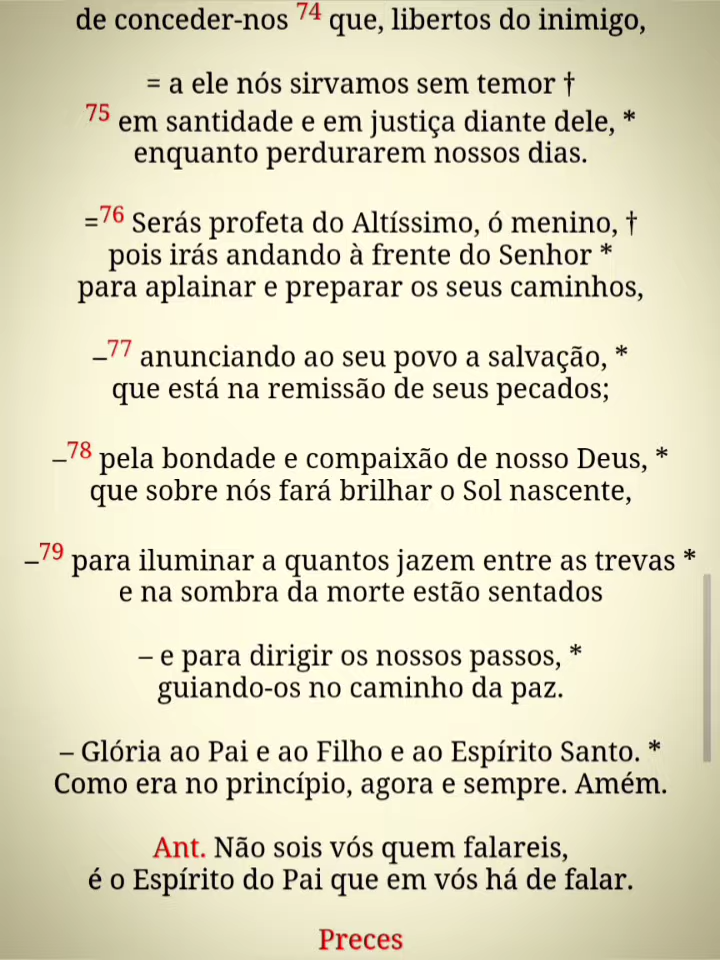 de conceder-nos 74 que, libertos do inimigo,
= a ele nós sirvamos sem temor †
75 em santidade e em justiça diante dele, *
enquanto perdurarem nossos dias.
=76 Serás profeta do Altíssimo, ó menino, †
pois irás andando à frente do Senhor *
para aplainar e preparar os seus caminhos,
–77 anunciando ao seu povo a salvação, *
que está na remissão de seus pecados;
–78 pela bondade e compaixão de nosso Deus, *
que sobre nós fará brilhar o Sol nascente,
–79 para iluminar a quantos jazem entre as trevas *
e na sombra da morte estão sentados
– e para dirigir os nossos passos, *
guiando-os no caminho da paz.
– Glória ao Pai e ao Filho e ao Espírito Santo. *
Como era no princípio, agora e sempre. Amém.
Ant. Não sois vós quem falareis,
é o Espírito do Pai que em vós há de falar.
Preces